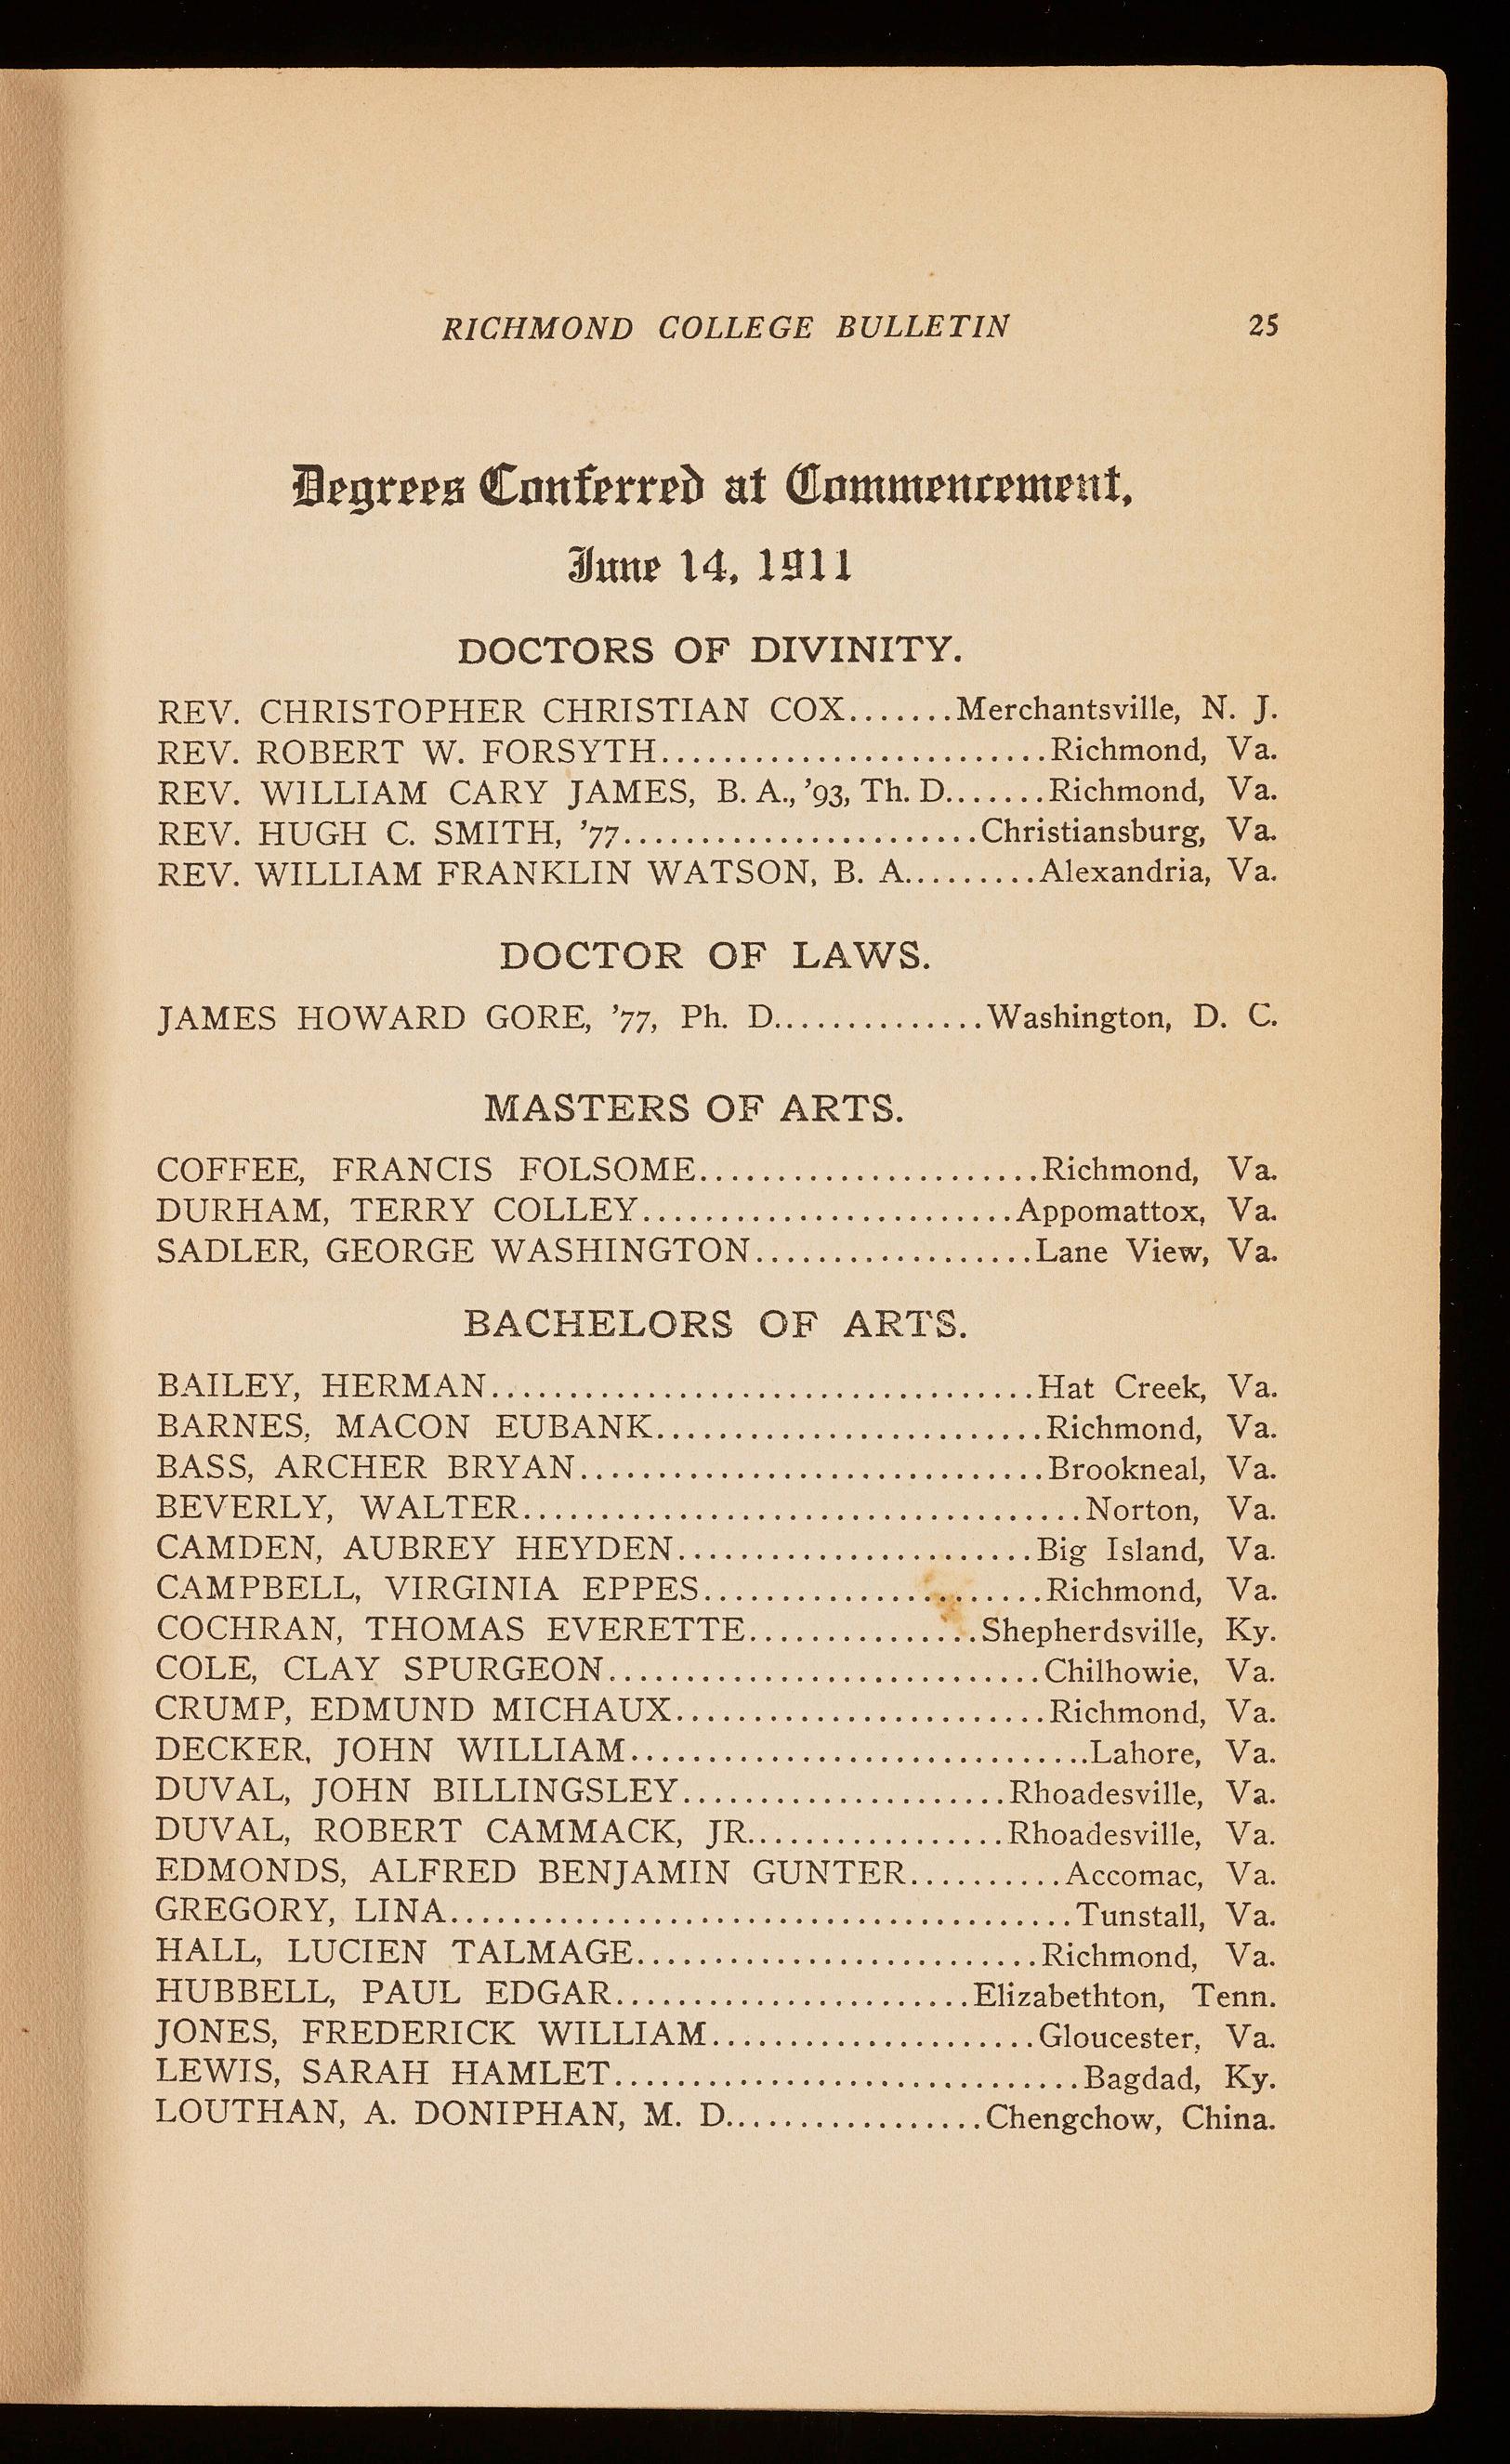 RICHMOND COLLEGE BULLETIN 25
Degrees Conferred at Commencement,
June 14, 1911
DOCTORS OF DIVINITY.
REV. CHRISTOPHER CHRISTIAN COX.......Merchantsville, N. J.
REV. ROBERT W. FORSYTH.........................Richmond, Va.
REV. WILLIAM CARY JAMES, B. A., ’93, Th. D.......Richmond, Va.
REV. HUGH C. SMITH, ’77.......................Christiansburg, Va.
REV. WILLIAM FRANKLIN WATSON, B. A.........Alexandria, Va.
DOCTOR OF LAWS.
JAMES HOWARD GORE, ’77, Ph. D..............Washington, D. C.
MASTERS OF ARTS.
COFFEE, FRANCIS FOLSOME......................Richmond, Va.
DURHAM, TERRY COLLEY........................Appomattox, Va.
SADLER, GEORGE WASHINGTON..................Lane View, Va.
BACHELORS OF ARTS.
BAILEY, HERMAN...................................Hat Creek, Va.
BARNES, MACON EUBANK.........................Richmond, Va.
BASS, ARCHER BRYAN..............................Brookneal, Va.
BEVERLY, WALTER....................................Norton, Va.
CAMDEN, AUBREY HEYDEN.......................Big Island, Va.
CAMPBELL, VIRGINIA EPPES......................Richmond, Va.
COCHRAN, THOMAS EVERETTE...............Shepherdsville, Ky.
COLE, CLAY SPURGEON............................Chilhowie, Va.
CRUMP, EDMUND MICHAUX........................Richmond, Va.
DECKER, JOHN WILLIAM..............................Lahore, Va.
DUVAL, JOHN BILLINGSLEY.....................Rhoadesville, Va.
DUVAL, ROBERT CAMMACK, JR.................Rhoadesville, Va.
EDMONDS, ALFRED BENJAMIN GUNTER..........Accomac, Va.
GREGORY, LINA........................................Tunstall, Va.
HALL, LUCIEN TALMAGE..........................Richmond, Va.
HUBBELL, PAUL EDGAR.......................Elizabethton, Tenn.
JONES, FREDERICK WILLIAM.....................Gloucester, Va.
LEWIS, SARAH HAMLET..............................Bagdad, Ky.
LOUTHAN, A. DONIPHAN, M. D.................Chengchow, China.